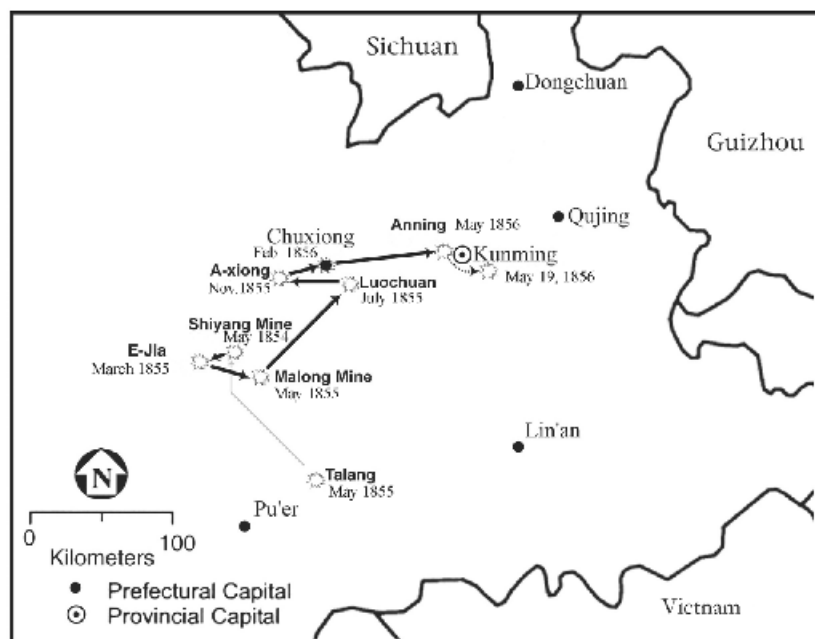 Sichuan
Dongchuan
Guizhou
Qujing
Anning May 1856
Chuxiong
Feb 1856
Kunming
May 19, 1856
A-xiong
Nov.1855
Luochuan
July 1855
Shiyang Mine
May 1854
E-Jla
March 1855
Malong Mine
May 1855
Lin'an
Talang
May 1855
Pu'er
N
0 100
Kilometers
Prefectural Capital
Provincial Capital
Vietnam